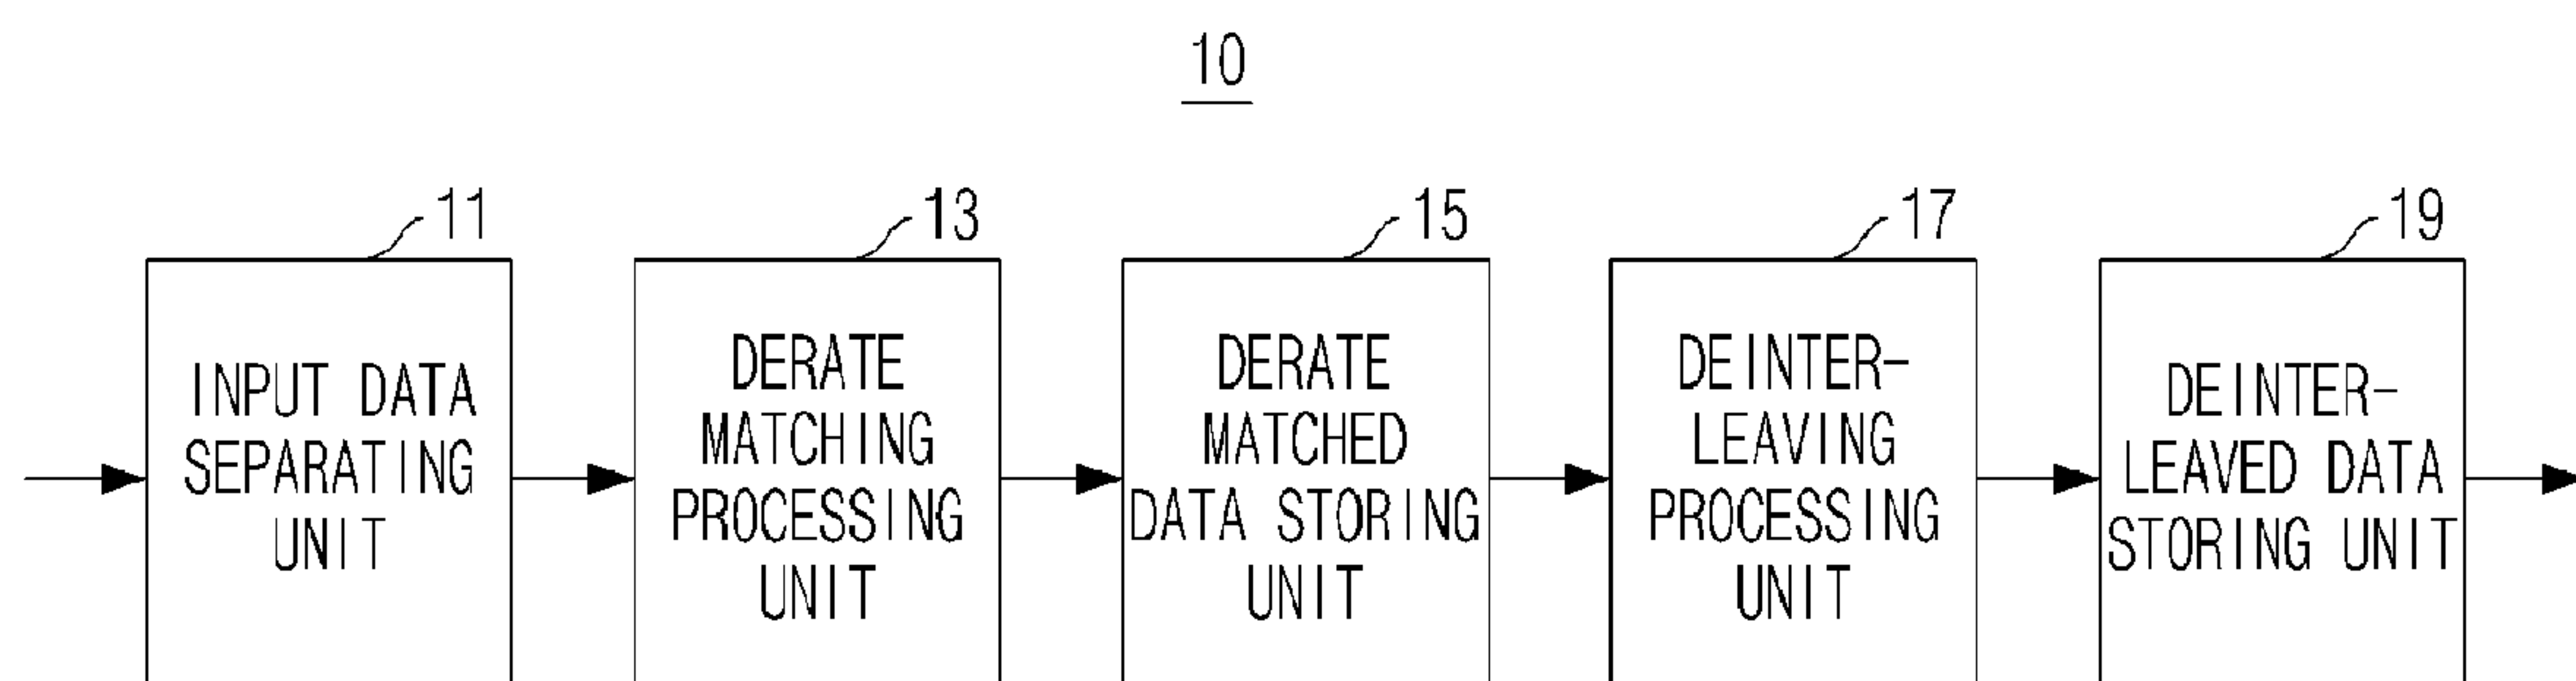 10
11
13
15
17
19
INPUT DATA
SEPARATING
UNIT
DERATE
MATCHING
PROCESSING
UNIT
DERATE
MATCHED
DATA STORING
UNIT
DEINTER-
LEAVING
PROCESSING
UNIT
DEINTER-
LEAVED DATA
STORING UNIT